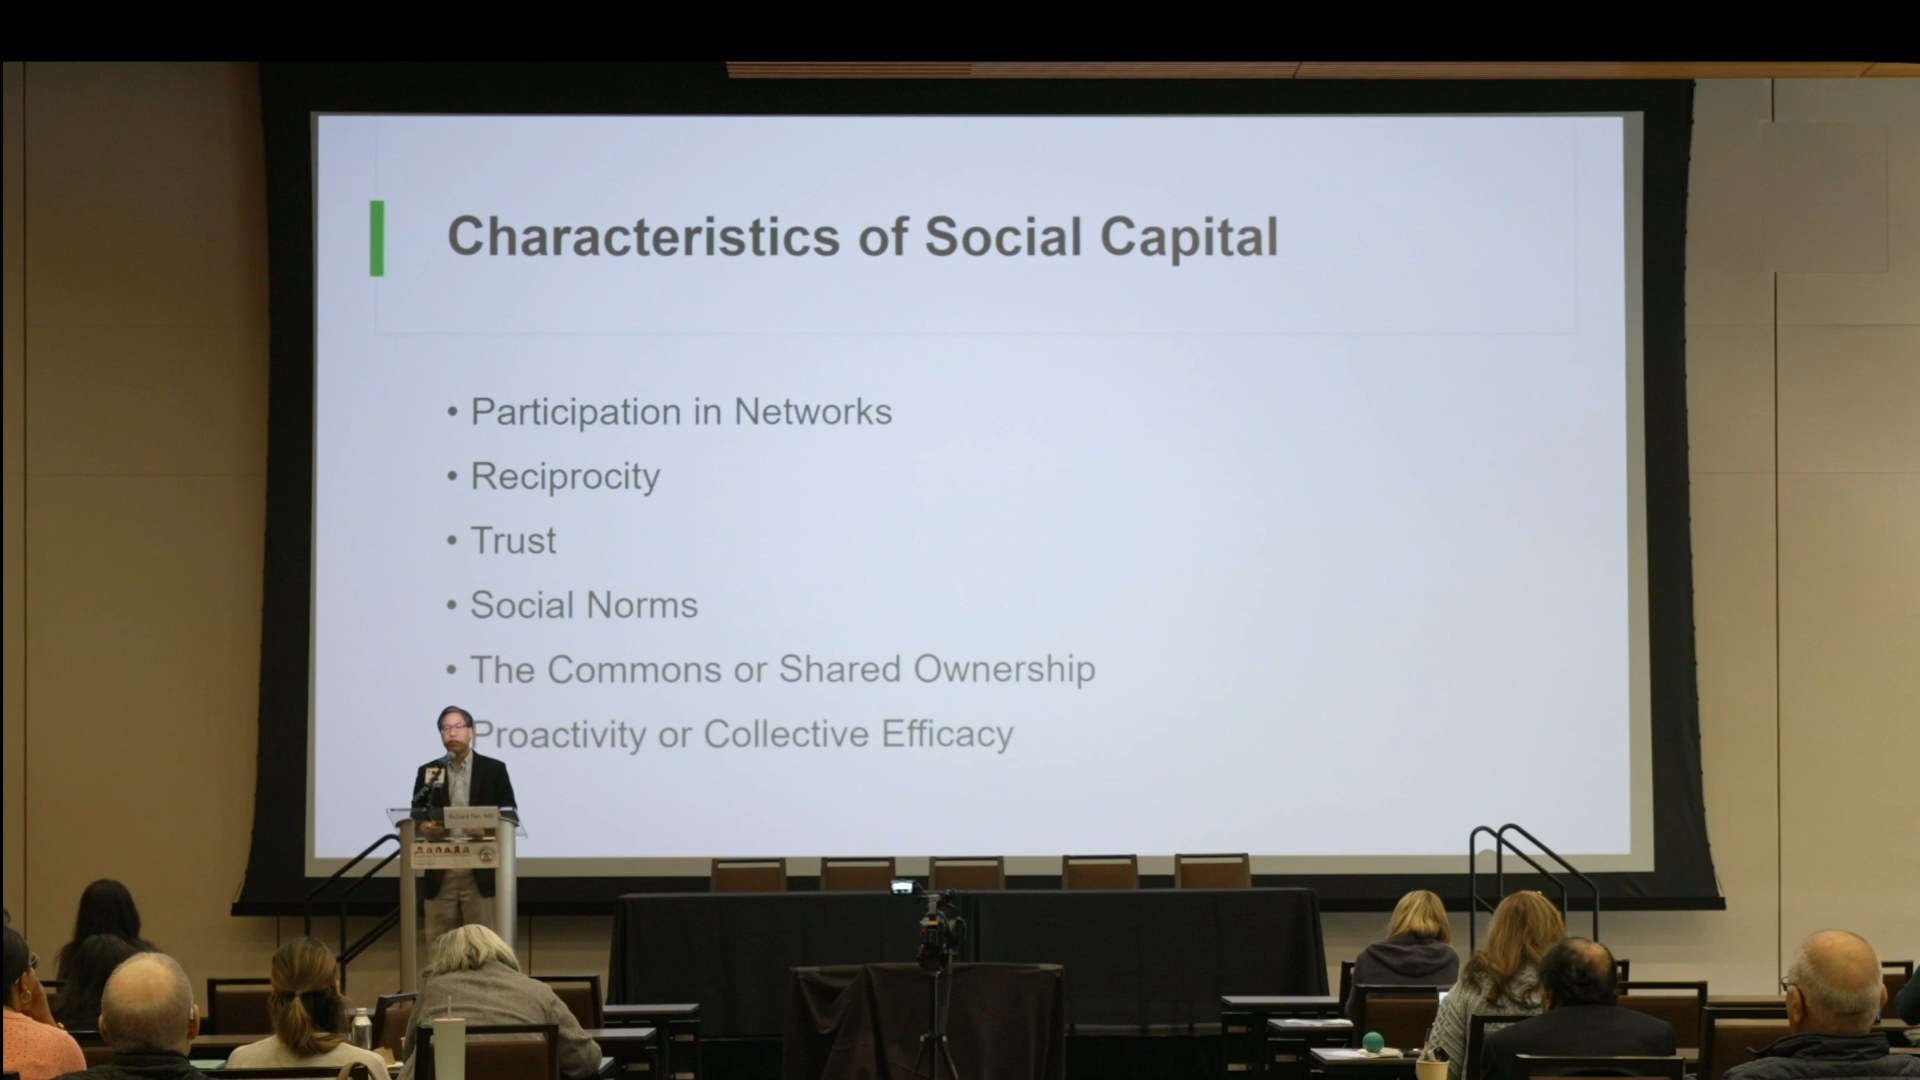 Characteristics of Social Capital
• Participation in Networks
• Reciprocity
• Trust
• Social Norms
• The Commons or Shared Ownership
Proactivity or Collective Efficacy